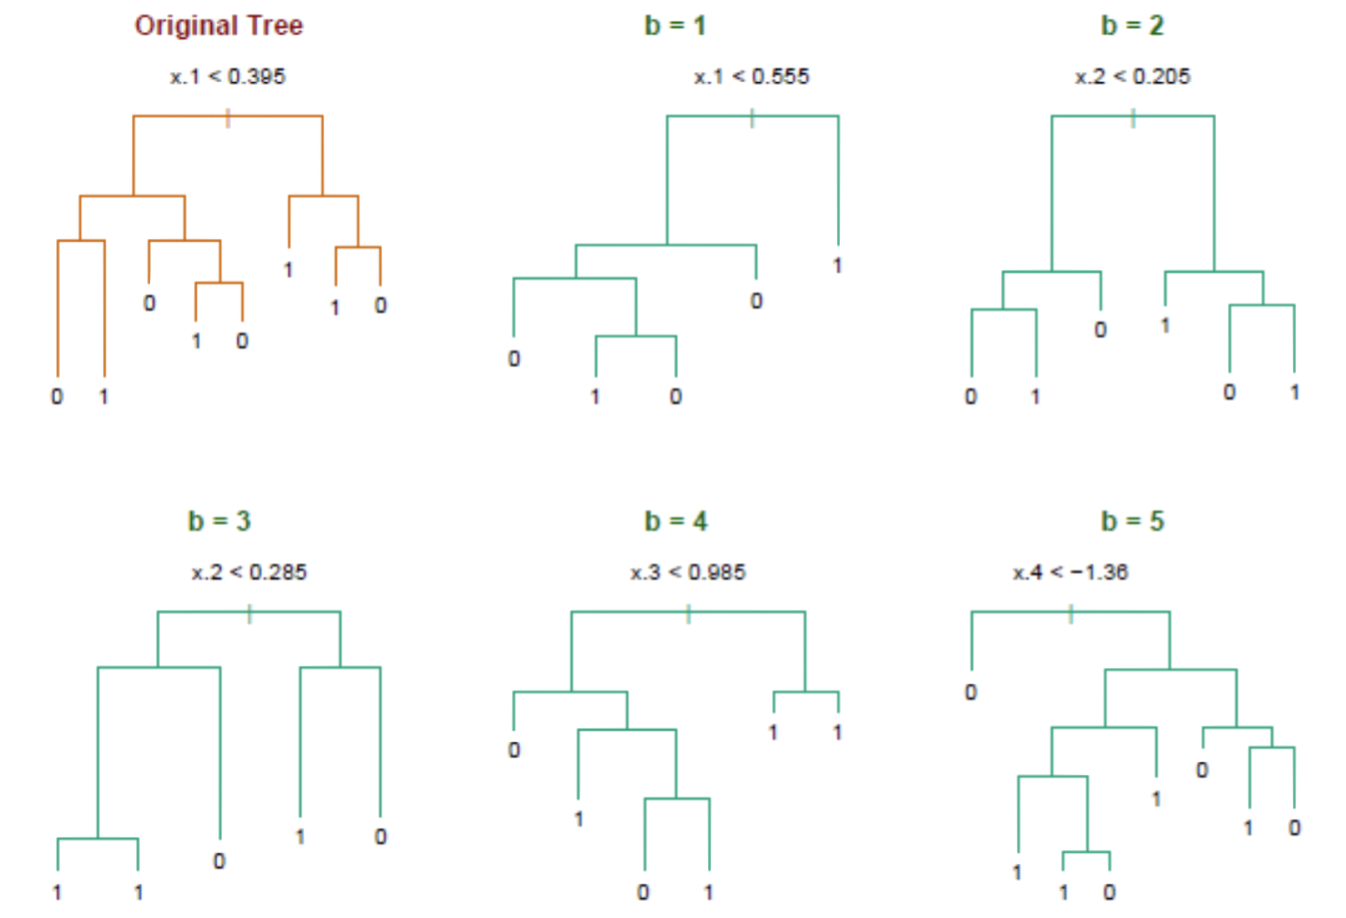 Original Tree
x.1 < 0.395
1
0
1 0
1 0
0 1
b = 1
x.1 < 0.555
1
0
0
1 0
b = 2
x.2 < 0.205
0 1
0 1
0 1
b = 3
x.2 < 0.285
1 0
0
1 1
b = 4
x.3 < 0.985
1 1
0
1
0 1
b = 5
x.4 < −1.36
0
0
1
1 0
1
1 0